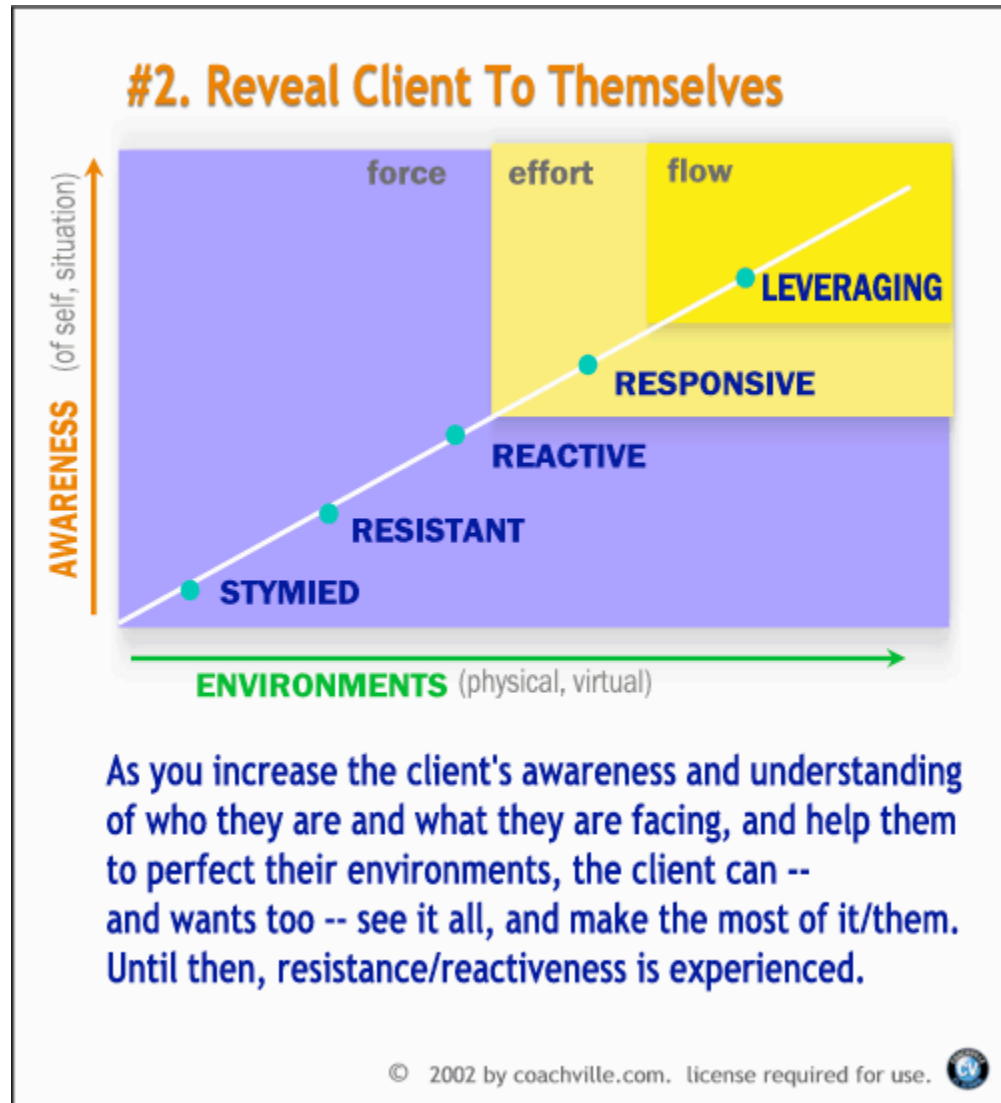 #2. Reveal Client To Themselves
force effort flow
AWARENESS (of self, situation)
LEVERAGING
RESPONSIVE
REACTIVE
RESISTANT
STYMIED
ENVIRONMENTS (physical, virtual)
As you increase the client's awareness and understanding
of who they are and what they are facing, and help them
to perfect their environments, the client can --
and wants too -- see it all, and make the most of it/them.
Until then, resistance/reactiveness is experienced.
© 2002 by coachville.com. license required for use.
CV